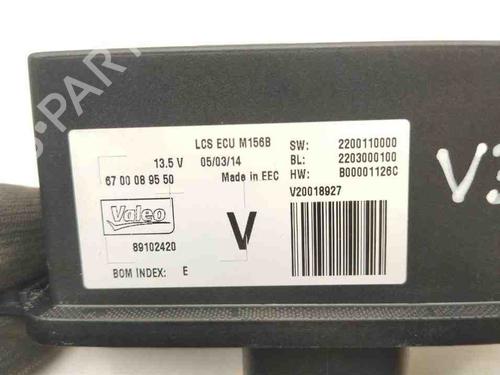 LCS ECU M156B
13.5 V 05/03/14
67 00 08 95 50 Made in EEC
Valeo
89102420
V
BOM INDEX: E
SW: 2200110000
BL: 2203000100
HW: B00001126C
V20018927